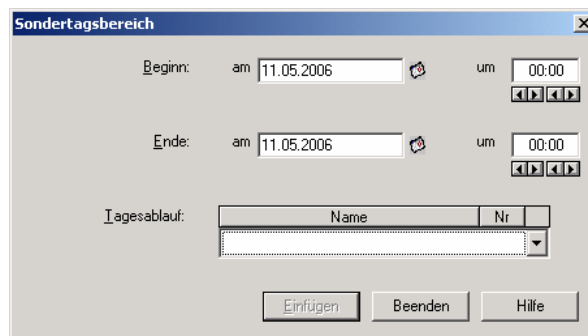 Sondertagsbereich
Beginn: am 11.05.2006 um 00:00
Ende: am 11.05.2006 um 00:00
Tagesablauf: Name Nr
Einfügen Beenden Hilfe